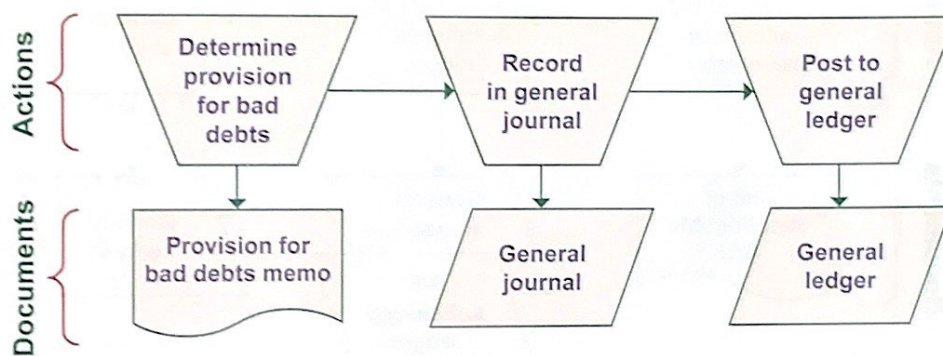 Actions
Determine
provision
for bad
debts
Record
in general
journal
Post to
general
ledger
Documents
Provision for
bad debts memo
General
journal
General
ledger